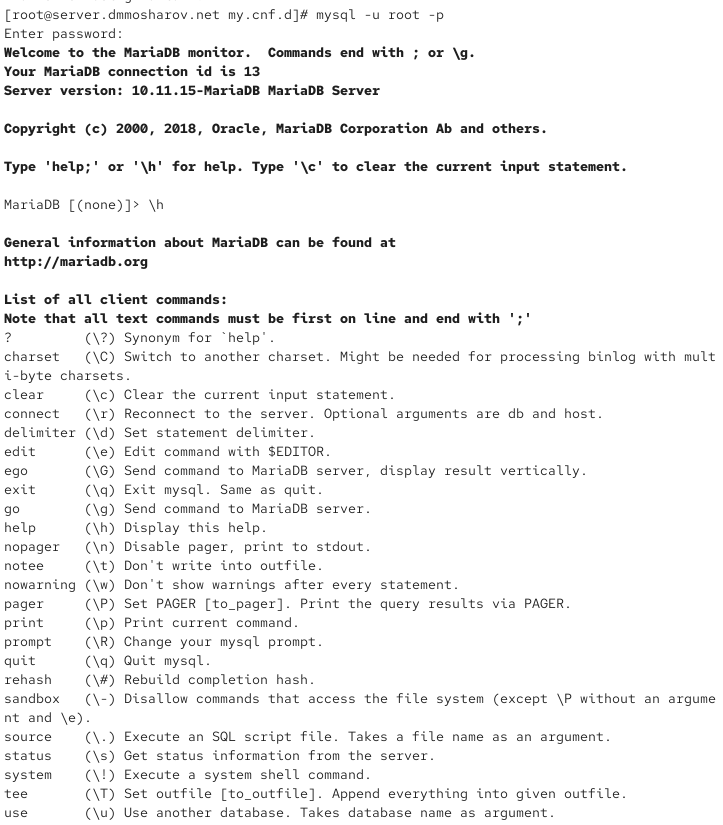 [root@server.dmmosharov.net my.cnf.d]# mysql -u root -p
Enter password:
Welcome to the MariaDB monitor.  Commands end with ; or \g.
Your MariaDB connection id is 13
Server version: 10.11.15-MariaDB MariaDB Server

Copyright (c) 2000, 2018, Oracle, MariaDB Corporation Ab and others.

Type 'help;' or '\h' for help. Type '\c' to clear the current input statement.

MariaDB [(none)]> \h

General information about MariaDB can be found at
http://mariadb.org

List of all client commands:
Note that all text commands must be first on line and end with ';'
?         (\?) Synonym for `help'.
charset   (\C) Switch to another charset. Might be needed for processing binlog with mult
i-byte charsets.
clear     (\c) Clear the current input statement.
connect   (\r) Reconnect to the server. Optional arguments are db and host.
delimiter (\d) Set statement delimiter.
edit      (\e) Edit command with $EDITOR.
ego       (\G) Send command to MariaDB server, display result vertically.
exit      (\q) Exit mysql. Same as quit.
go        (\g) Send command to MariaDB server.
help      (\h) Display this help.
nopager   (\n) Disable pager, print to stdout.
notee     (\t) Don't write into outfile.
nowarning (\w) Don't show warnings after every statement.
pager     (\P) Set PAGER [to_pager]. Print the query results via PAGER.
print     (\p) Print current command.
prompt    (\R) Change your mysql prompt.
quit      (\q) Quit mysql.
rehash    (\#) Rebuild completion hash.
sandbox   (\-) Disallow commands that access the file system (except \P without an argume
nt and \e).
source    (\.) Execute an SQL script file. Takes a file name as an argument.
status    (\s) Get status information from the server.
system    (\!) Execute a system shell command.
tee       (\T) Set outfile [to_outfile]. Append everything into given outfile.
use       (\u) Use another database. Takes database name as argument.